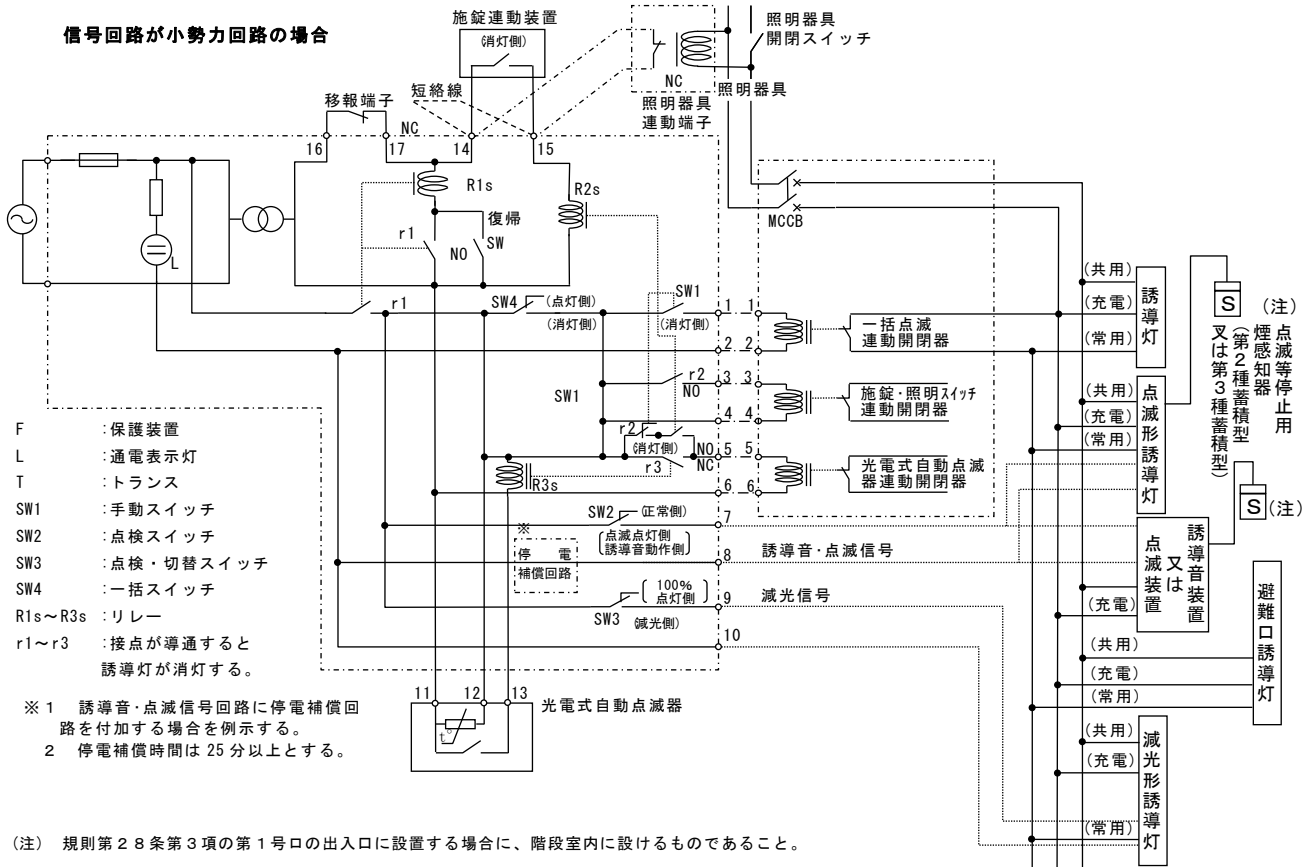 信号回路が小勢力回路の場合
施錠連動装置
(消灯側)
照明器具
開閉スイッチ
NC
照明器具
照明器具
連動端子
移報端子
短絡線
NC
16
17
14
15
R1s
R2s
復帰
r1
NO
SW
L
MCCB
r1
SW4
(点灯側)
(消灯側)
SW1
(消灯側)
1
1
2
2
一括点滅
連動開閉器
SW1
r2
NO
3
3
4
4
施錠・照明スイッチ
連動開閉器
r2
(消灯側)
r3
NO
NC
5
5
6
6
R3s
光電式自動点滅
器連動開閉器
SW2
(正常側)
点滅点灯側
誘導音動作側
7
※
停電
補償回路
8
誘導音・点滅信号
100%
点灯側
9
減光信号
SW3
(減光側)
10
11
12
13
光電式自動点滅器
t°
(共用)
(充電)
(常用)
誘導灯
S
(注)
点滅等停止用
煙感知器
(第2種蓄積型
又は第3種蓄積型)
(共用)
(充電)
(常用)
点滅形誘導灯
S
(注)
誘導音装置
又は
点滅装置
(充電)
(共用)
(充電)
(常用)
避難口誘導灯
(共用)
(充電)
(常用)
減光形誘導灯
F :保護装置
L :通電表示灯
T :トランス
SW1 :手動スイッチ
SW2 :点検スイッチ
SW3 :点検・切替スイッチ
SW4 :一括スイッチ
R1s～R3s :リレー
r1～r3 :接点が導通すると
誘導灯が消灯する。
※1 誘導音・点滅信号回路に停電補償回
路を付加する場合を例示する。
2 停電補償時間は25分以上とする。
(注) 規則第28条第3項の第1号ロの出入口に設置する場合に、階段室内に設けるものであること。